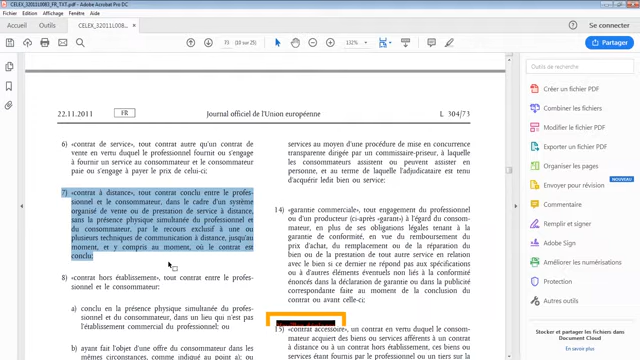 CELEX_32011L0083_FR_TXT.pdf - Adobe Acrobat Pro DC
Fichier Edition Affichage Fenêtre Aide
Accueil Outils CELEX_32011L008... × Se connecter
73 (10 sur 25) 132% Partager
Outils de recherche
Créer un fichier PDF
Combiner les fichiers
Modifier le fichier PDF
Exporter un fichier PDF
Organiser les pages
NOUVEAU
Envoyer pour révision
Commentaire
Remplir et signer
Adobe Sign
Améliorer les numérisations
Protection
Autres outils
Stocker et partager les fichiers dans
Document Cloud
En savoir plus
22.11.2011 FR Journal officiel de l'Union européenne L 304/73
6) «contrat de service», tout contrat autre qu'un contrat de
vente en vertu duquel le professionnel fournit ou s'engage
à fournir un service au consommateur et le consommateur
paie ou s'engage à payer le prix de celui-ci;
7) «contrat à distance», tout contrat conclu entre le profes-
sionnel et le consommateur, dans le cadre d'un système
organisé de vente ou de prestation de service à distance,
sans la présence physique simultanée du professionnel et
du consommateur, par le recours exclusif à une ou
plusieurs techniques de communication à distance, jusqu'au
moment, et y compris au moment, où le contrat est
conclu;
8) «contrat hors établissement», tout contrat entre le profes-
sionnel et le consommateur:
a) conclu en la présence physique simultanée du profes-
sionnel et du consommateur, dans un lieu qui n'est pas
l'établissement commercial du professionnel; ou
b) ayant fait l'objet d'une offre du consommateur dans les
mêmes circonstances, comme indiqué au point a); ou
services au moyen d'une procédure de mise en concurrence
transparente dirigée par un commissaire-priseur, à laquelle
les consommateurs assistent ou peuvent assister en
personne, et au terme de laquelle l'adjudicataire est tenu
d'acquérir ledit bien ou service;
14) «garantie commerciale», tout engagement du professionnel
ou d'un producteur (ci-après «garant») à l'égard du consom-
mateur, en plus de ses obligations légales tenant à la
garantie de conformité, en vue du remboursement du
prix d'achat, du remplacement ou de la réparation du
bien ou de la prestation de tout autre service en relation
avec le bien si ce dernier ne répond pas aux spécifications
ou à d'autres éléments éventuels non liés à la conformité
énoncés dans la déclaration de garantie ou dans la publicité
correspondante faite au moment de la conclusion du
contrat ou avant celle-ci;
15) «contrat accessoire», un contrat en vertu duquel le consom-
mateur acquiert des biens ou services afférents à un contrat
à distance ou à un contrat hors établissement, ces biens ou
services étant fournis par le professionnel ou un tiers sur la